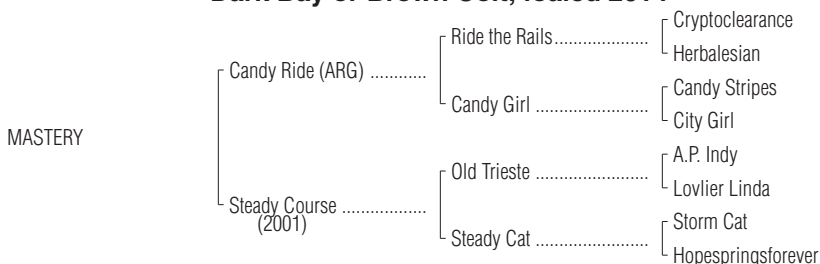 Dark Bay or Brown Colt; foaled 2014
Cryptoclearance
Ride the Rails....................
Herbalesian
Candy Ride (ARG) ............
Candy Stripes
Candy Girl ........................
City Girl
MASTERY
A.P. Indy
Old Trieste ........................
Lovlier Linda
Steady Course ..................
(2001)
Storm Cat
Steady Cat ........................
Hopespringsforever